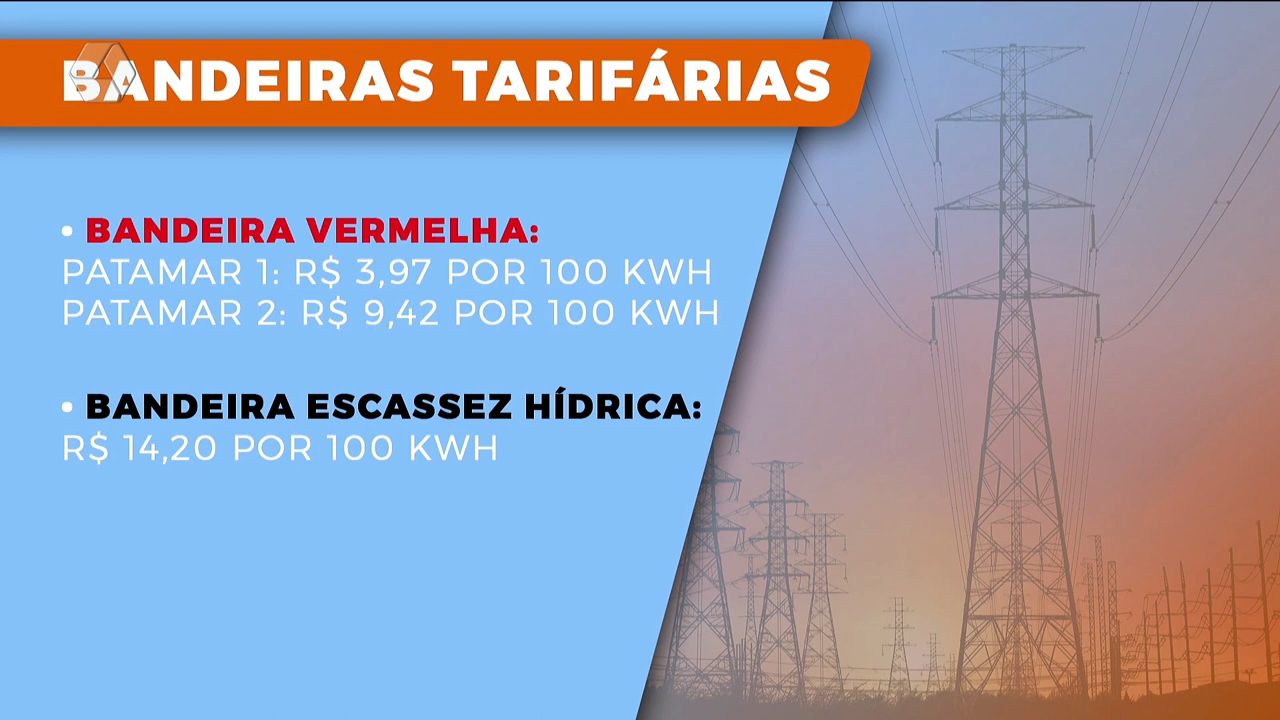 BANDEIRAS TARIFÁRIAS
• BANDEIRA VERMELHA:
PATAMAR 1: R$ 3,97 POR 100 KWH
PATAMAR 2: R$ 9,42 POR 100 KWH
• BANDEIRA ESCASSEZ HÍDRICA:
R$ 14,20 POR 100 KWH